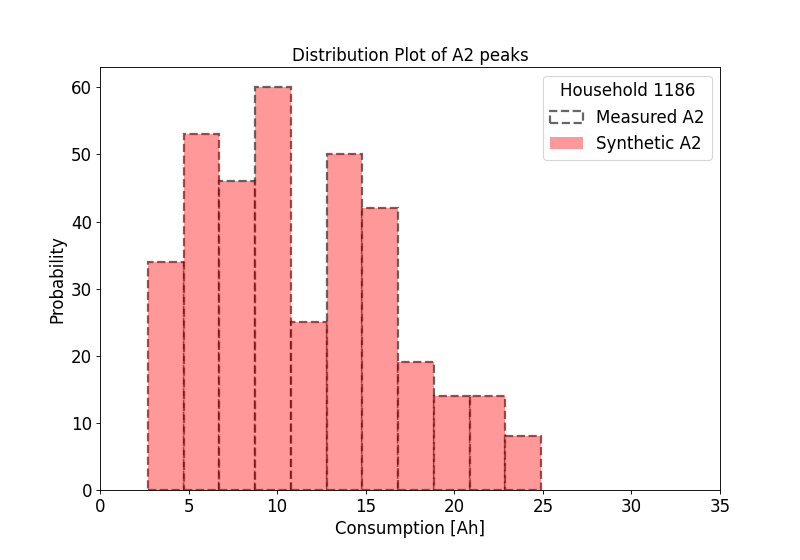 Distribution Plot of A2 peaks
Household 1186
Measured A2
Synthetic A2
Probability
60
50
40
30
20
10
0
0 5 10 15 20 25 30 35
Consumption [Ah]